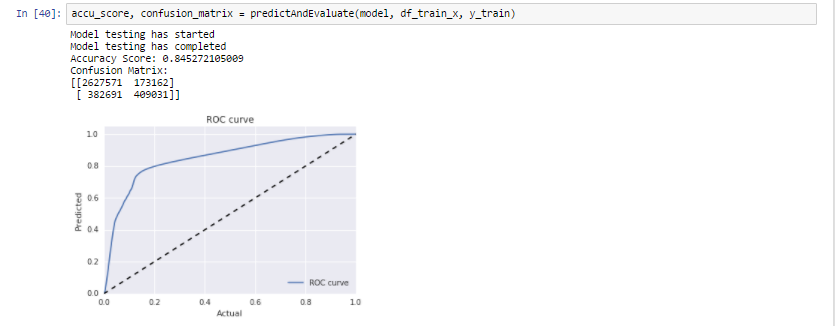 In [40]: accu_score, confusion_matrix = predictAndEvaluate(model, df_train_x, y_train)
Model testing has started
Model testing has completed
Accuracy Score: 0.845272105009
Confusion Matrix:
[[2627571 173162]
[ 382691 409031]]
ROC curve
1.0
0.8
0.6
0.4
0.2
0.0
Predicted
ROC curve
0.0 0.2 0.4 0.6 0.8 1.0
Actual